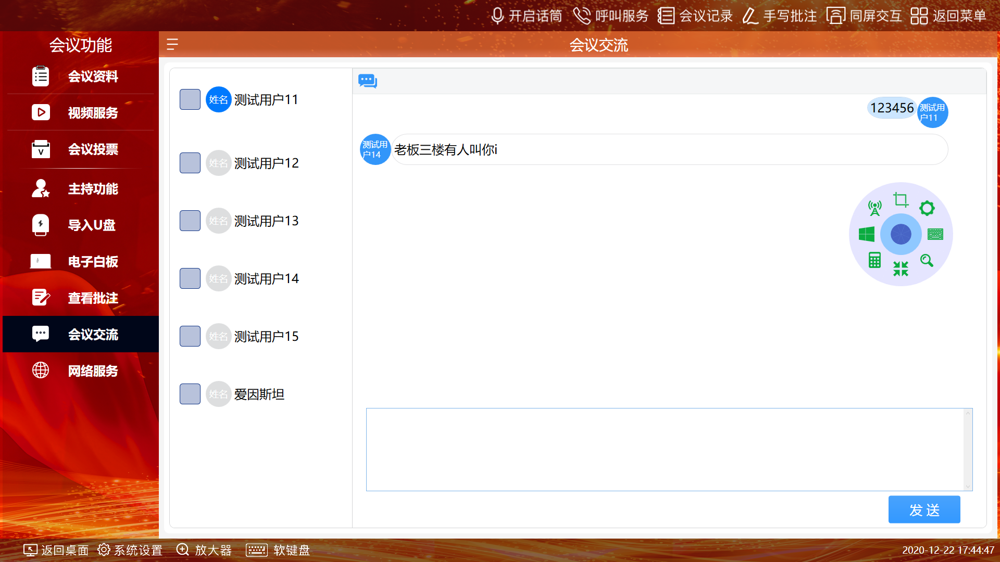 开启话筒 呼叫服务 会议记录 手写批注 同屏交互 返回菜单
会议功能
会议交流
会议资料
视频服务
会议投票
主持功能
导入U盘
电子白板
查看批注
会议交流
网络服务
姓名 测试用户11
姓名 测试用户12
姓名 测试用户13
姓名 测试用户14
姓名 测试用户15
姓名 爱因斯坦
123456
测试用
户11
测试用
户14
老板三楼有人叫你i
发 送
返回桌面 系统设置 放大器 软键盘
2020-12-22 17:44:47